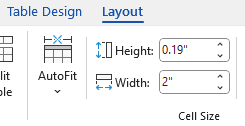 Table Design Layout
AutoFit
Height: 0.19"
Width: 2"
Cell Size